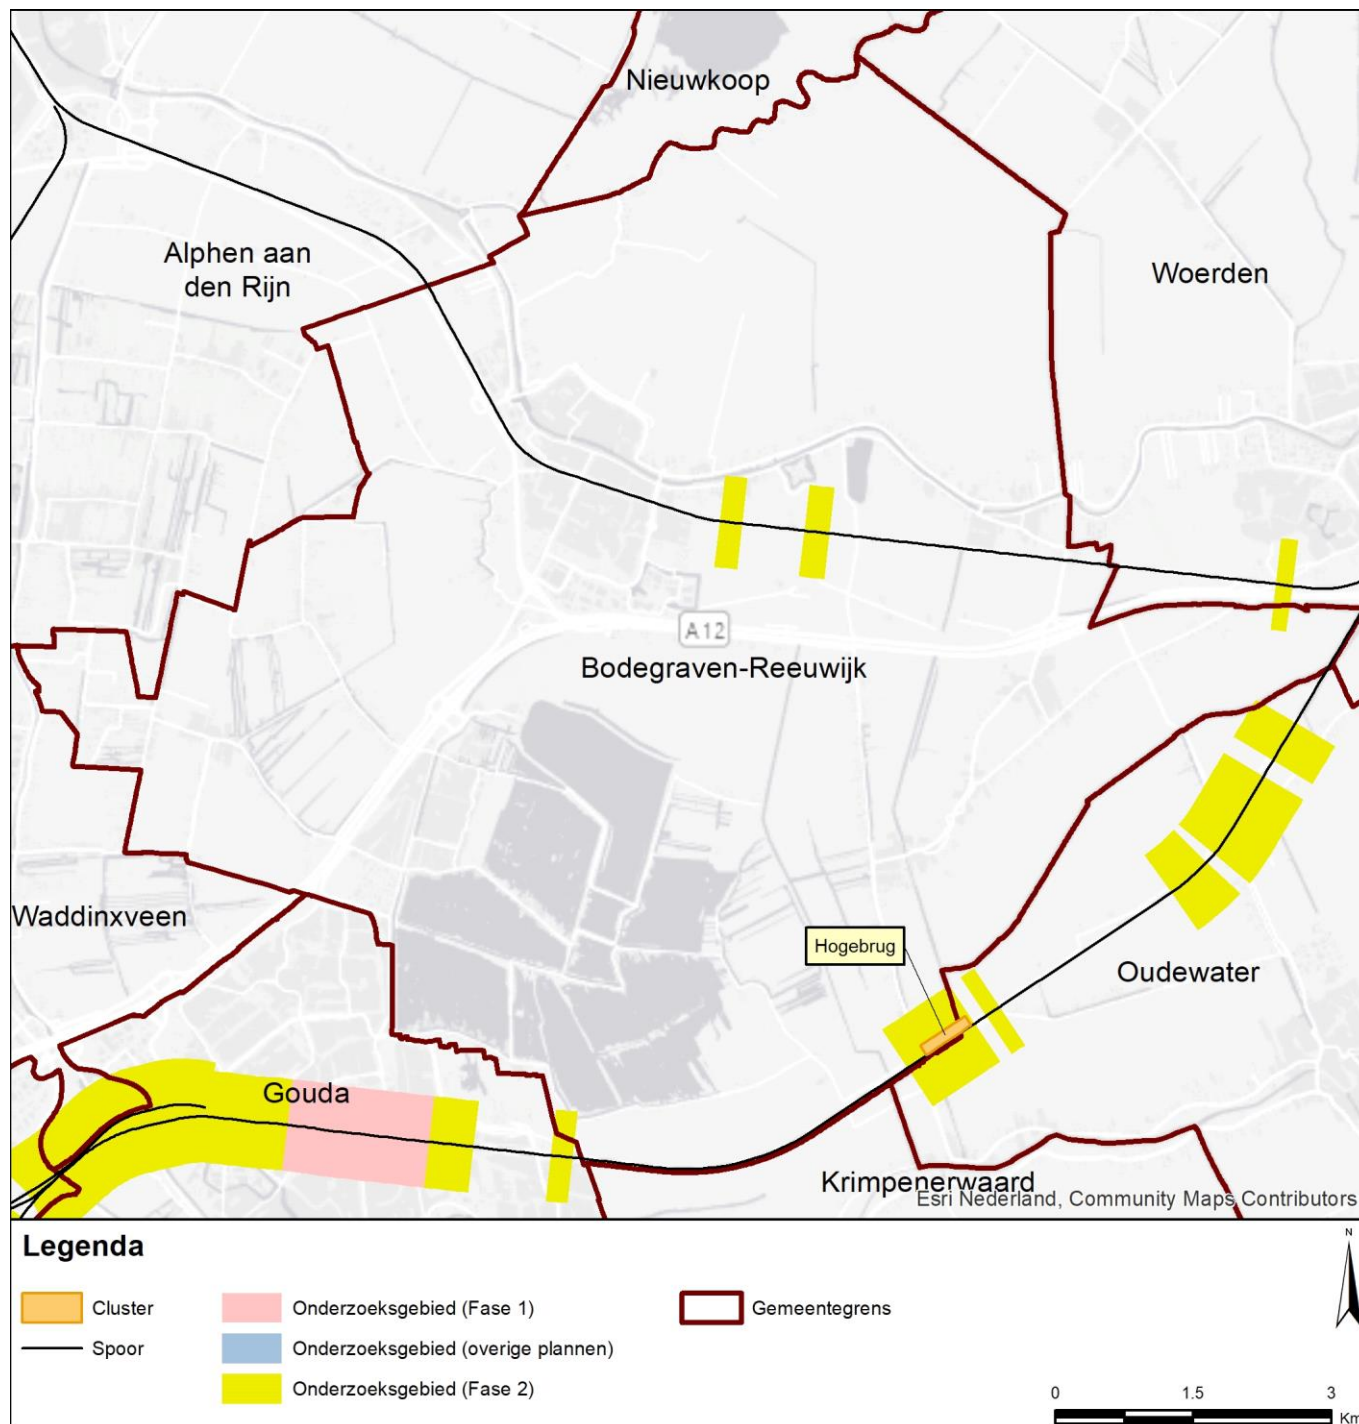 Nieuwkoop
Alphen aan
den Rijn
Woerden
A12
Bodegraven-Reeuwijk
Waddinxveen
Hogebrug
Oudewater
Gouda
Krimpenerwaard
Esri Nederland, Community Maps Contributors
Legenda
N
Cluster
Onderzoeksgebied (Fase 1)
Gemeentegrens
Spoor
Onderzoeksgebied (overige plannen)
Onderzoeksgebied (Fase 2)
0 1.5 3
Km